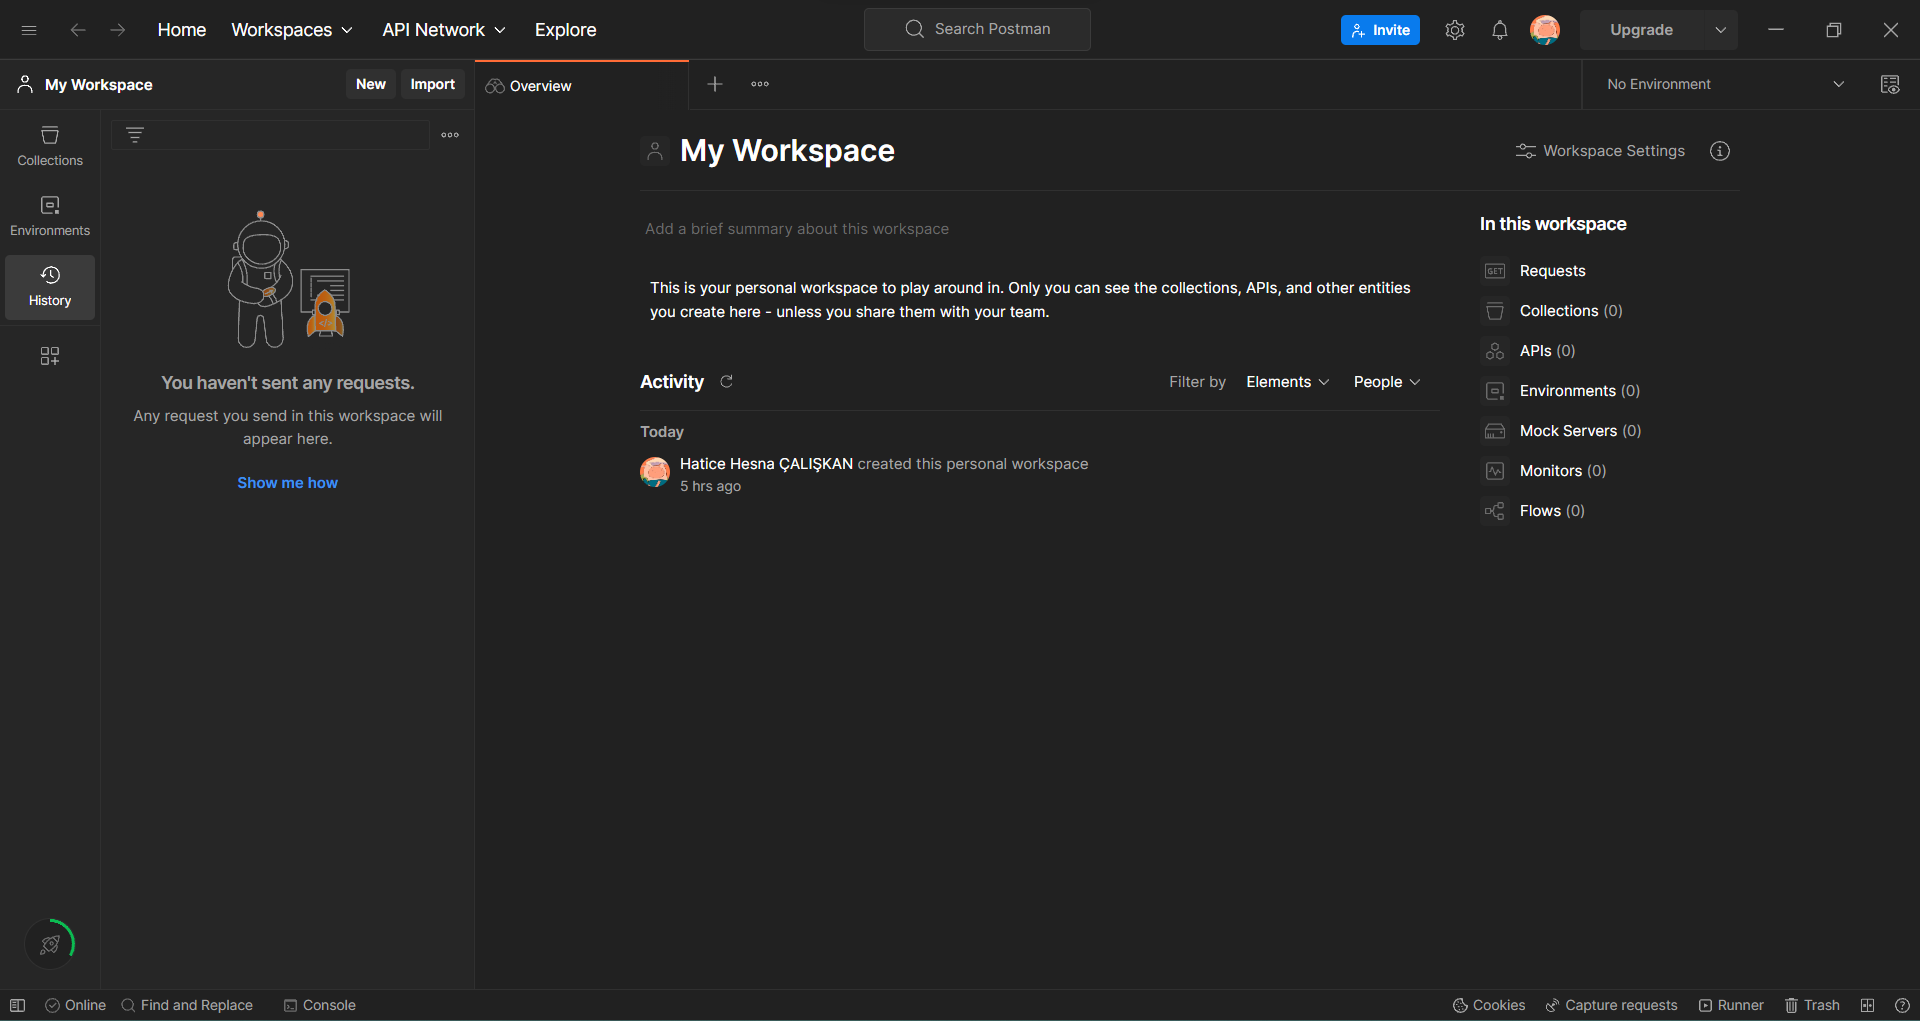 Home Workspaces API Network Explore
Search Postman
Invite
Upgrade
My Workspace
New Import
Overview
No Environment
Collections
Environments
History
You haven't sent any requests.
Any request you send in this workspace will
appear here.
Show me how
My Workspace
Workspace Settings
Add a brief summary about this workspace
This is your personal workspace to play around in. Only you can see the collections, APIs, and other entities
you create here - unless you share them with your team.
Activity
Filter by Elements People
Today
Hatice Hesna ÇALIŞKAN created this personal workspace
5 hrs ago
In this workspace
GET Requests
Collections (0)
APIs (0)
Environments (0)
Mock Servers (0)
Monitors (0)
Flows (0)
Online Find and Replace Console
Cookies Capture requests Runner Trash